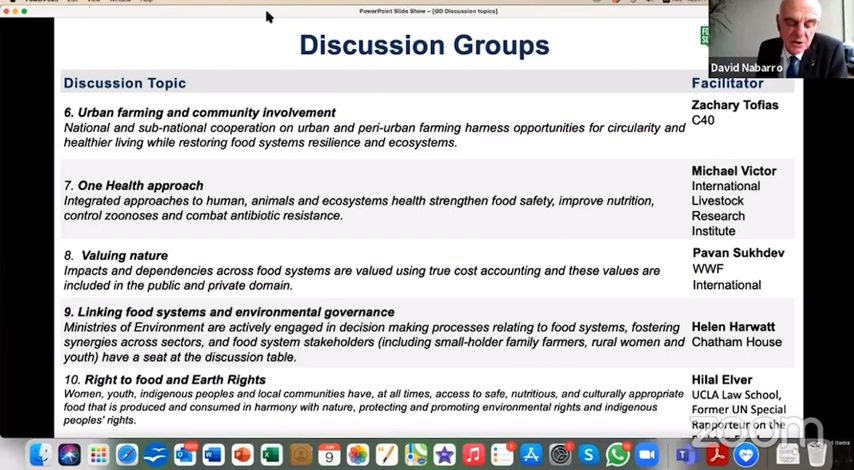 PowerPoint Slide Show - [GD Discussion topics]
Discussion Groups
David Nabarro
Discussion Topic
Facilitator
6. Urban farming and community involvement
National and sub-national cooperation on urban and peri-urban farming harness opportunities for circularity and
healthier living while restoring food systems resilience and ecosystems.
Zachary Tofias
C40
7. One Health approach
Integrated approaches to human, animals and ecosystems health strengthen food safety, improve nutrition,
control zoonoses and combat antibiotic resistance.
Michael Victor
International
Livestock
Research
Institute
8. Valuing nature
Impacts and dependencies across food systems are valued using true cost accounting and these values are
included in the public and private domain.
Pavan Sukhdev
WWF
International
9. Linking food systems and environmental governance
Ministries of Environment are actively engaged in decision making processes relating to food systems, fostering
synergies across sectors, and food system stakeholders (including small-holder family farmers, rural women and
youth) have a seat at the discussion table.
Helen Harwatt
Chatham House
10. Right to food and Earth Rights
Women, youth, indigenous peoples and local communities have, at all times, access to safe, nutritious, and culturally appropriate
food that is produced and consumed in harmony with nature, protecting and promoting environmental rights and indigenous
peoples' rights.
Hilal Elver
UCLA Law School,
Former UN Special
Rapporteur on the
zoom
JUN
9